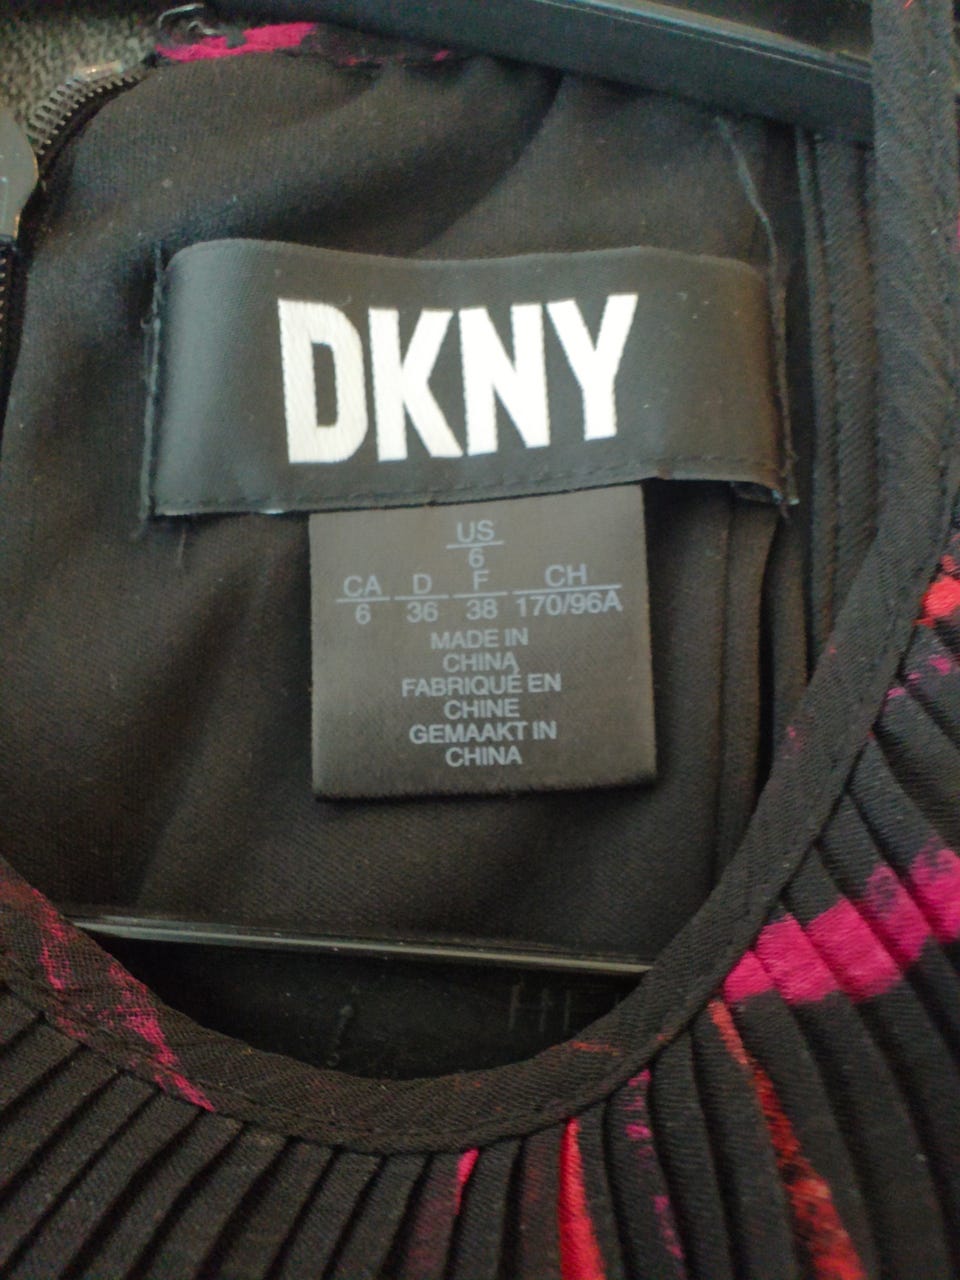 DKNY
US
6
CA D F CH
6 36 38 170/96A
MADE IN
CHINA
FABRIQUÉ EN
CHINE
GEMAAKT IN
CHINA